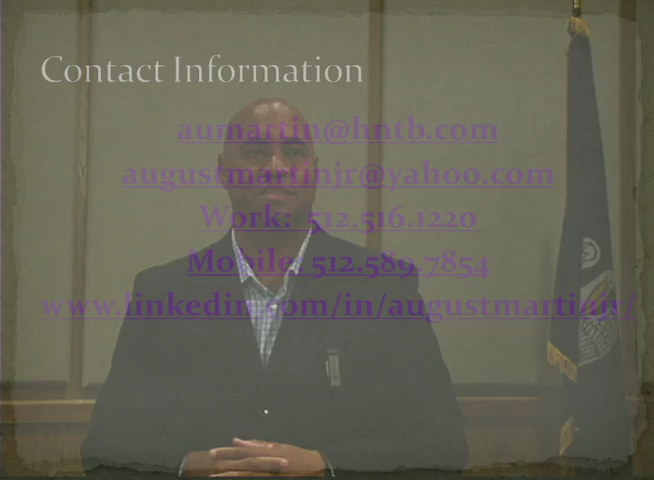 Contact Information
aumartin@hntb.com
augustmartinjr@yahoo.com
Work: 512.516.1220
Mobile: 512.589.7854
www.linkedin.com/in/augustmartinjr/